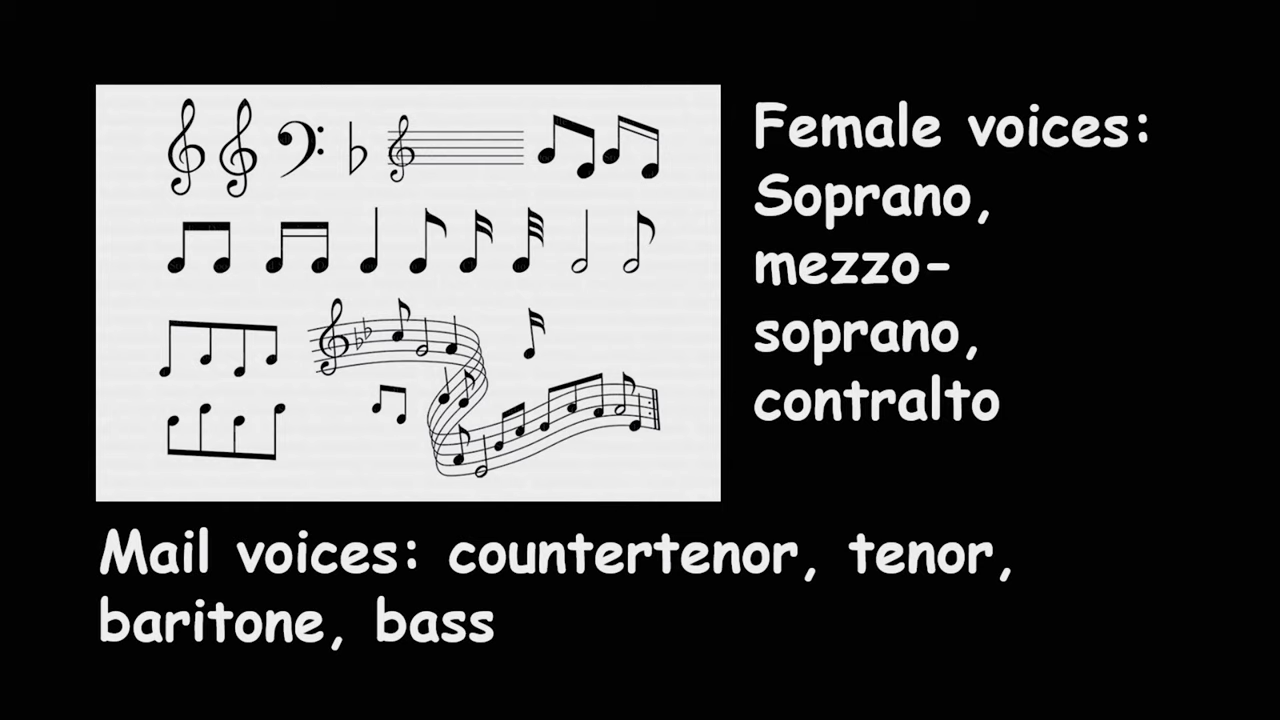 Female voices:
Soprano,
mezzo-
soprano,
contralto
Mail voices: countertenor, tenor,
baritone, bass